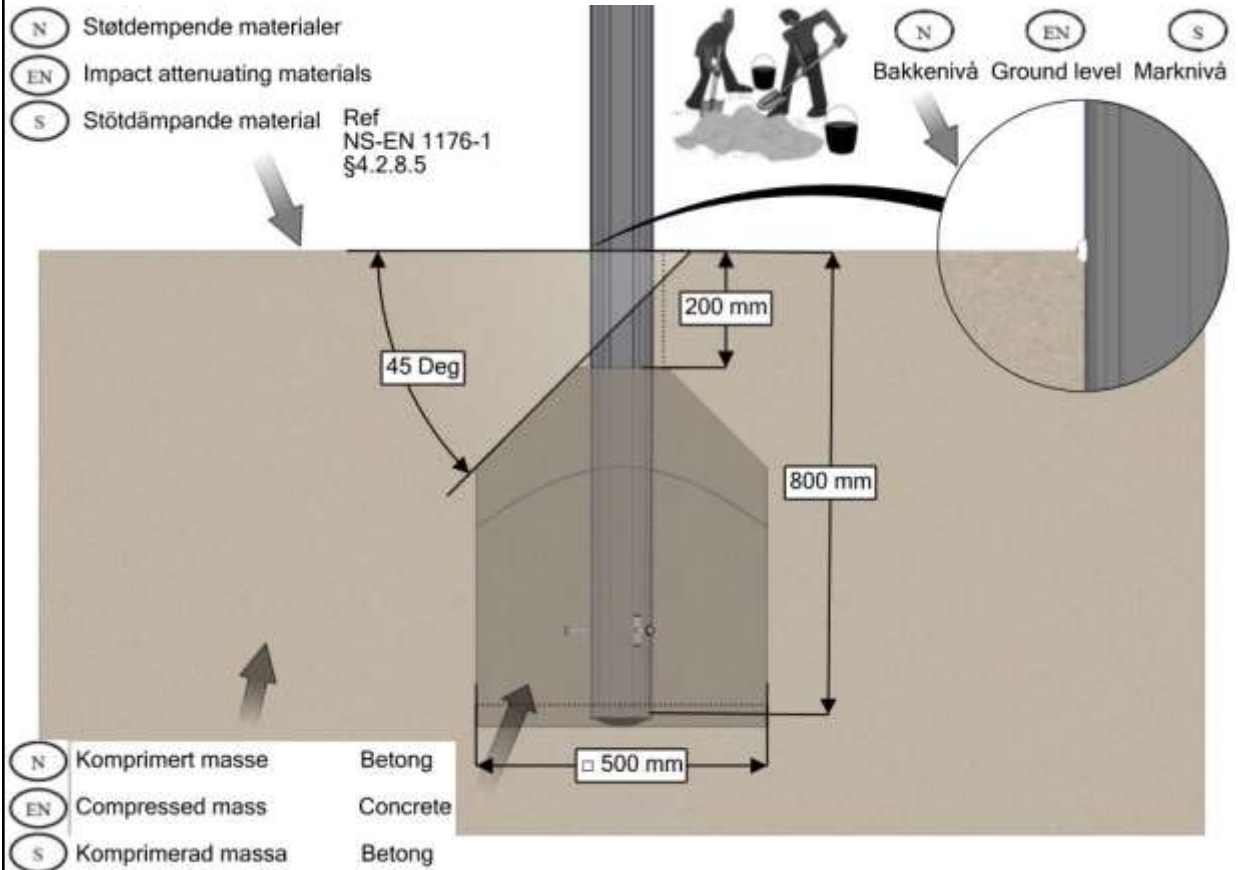 N Støtdempende materialer
EN Impact attenuating materials
S Stötdämpande material
Ref
NS-EN 1176-1
§4.2.8.5
N EN S
Bakkenivå Ground level Marknivå
200 mm
45 Deg
800 mm
□ 500 mm
N Komprimert masse Betong
EN Compressed mass Concrete
S Komprimerad massa Betong